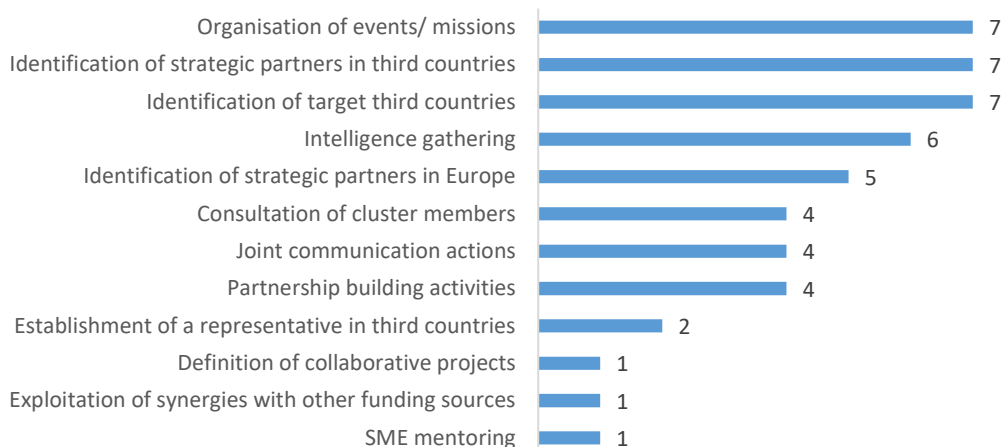 Organisation of events/ missions 7
Identification of strategic partners in third countries 7
Identification of target third countries 7
Intelligence gathering 6
Identification of strategic partners in Europe 5
Consultation of cluster members 4
Joint communication actions 4
Partnership building activities 4
Establishment of a representative in third countries 2
Definition of collaborative projects 1
Exploitation of synergies with other funding sources 1
SME mentoring 1